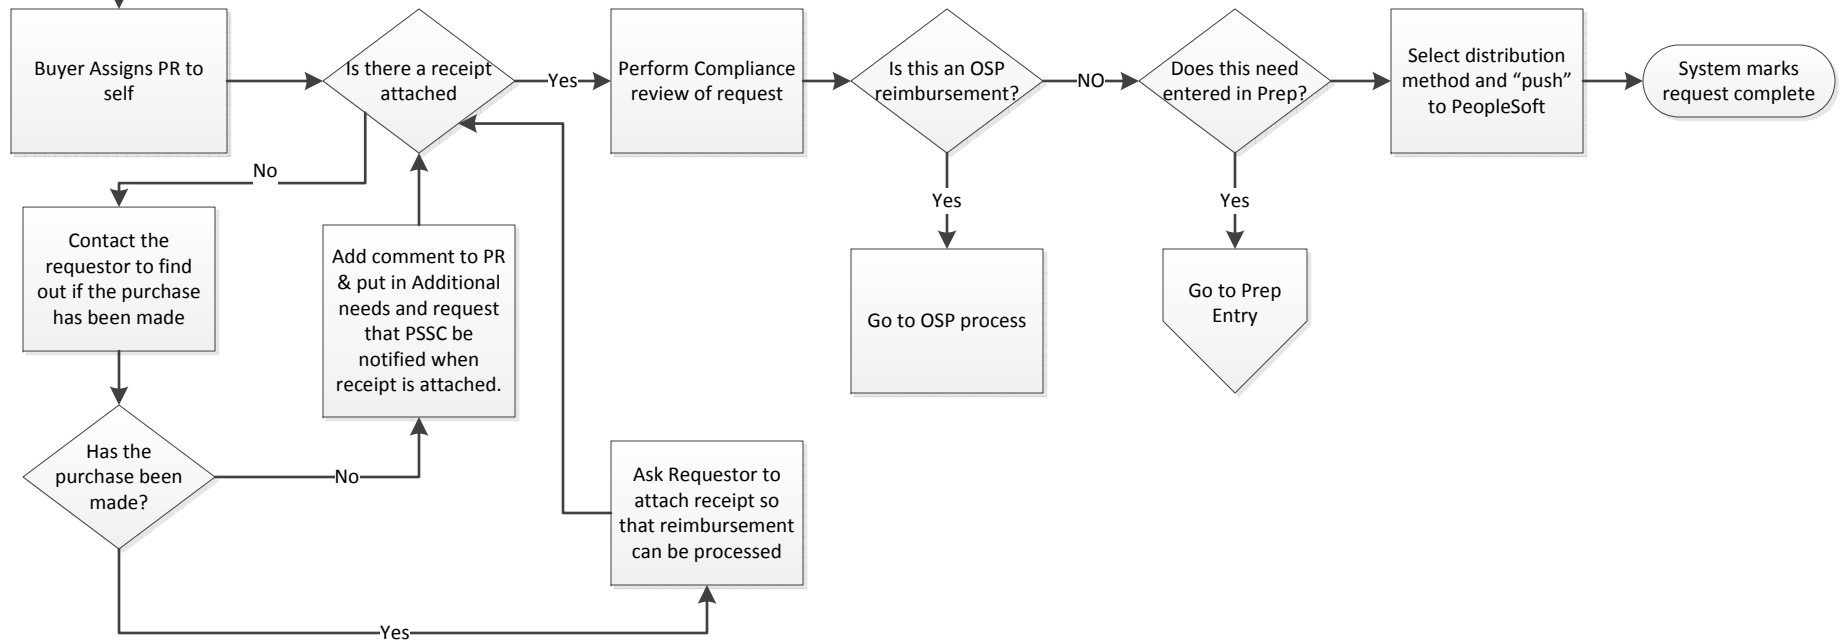 Buyer Assigns PR to
self
Is there a receipt
attached
Yes
Perform Compliance
review of request
Is this an OSP
reimbursement?
NO
Does this need
entered in Prep?
Select distribution
method and “push”
to PeopleSoft
System marks
request complete
No
Contact the
requestor to find
out if the purchase
has been made
Add comment to PR
& put in Additional
needs and request
that PSSC be
notified when
receipt is attached.
Yes
Go to OSP process
Yes
Go to Prep
Entry
Has the
purchase been
made?
No
Ask Requestor to
attach receipt so
that reimbursement
can be processed
Yes